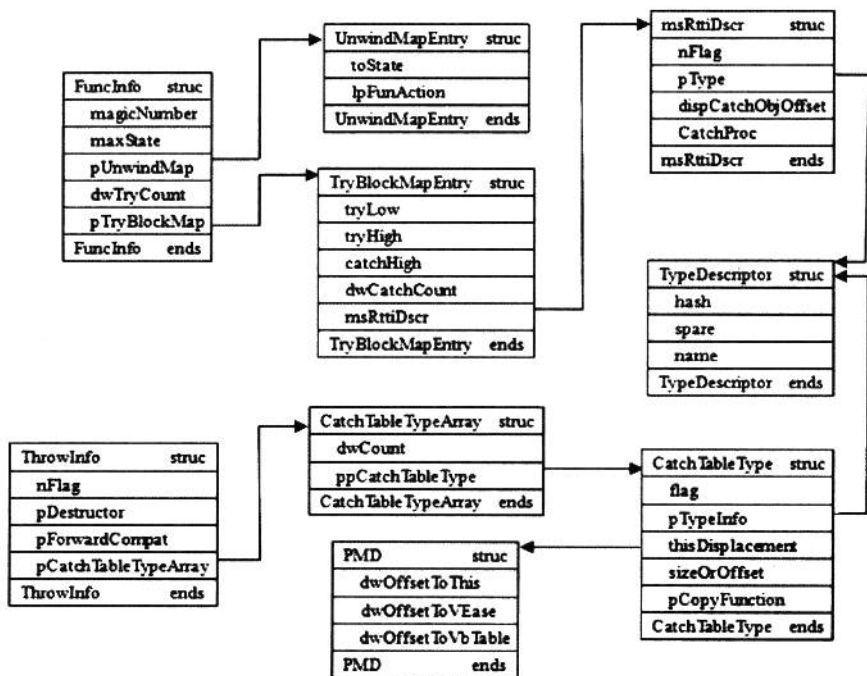 FuncInfo struc
magicNumber
maxState
pUnwindMap
dwTryCount
pTryBlockMap
FuncInfo ends
UnwindMapEntry struc
toState
lpFunAction
UnwindMapEntry ends
TryBlockMapEntry struc
tryLow
tryHigh
catchHigh
dwCatchCount
msRttiDscr
TryBlockMapEntry ends
msRttiDscr struc
nFlag
pType
dispCatchObjOffset
CatchProc
msRttiDscr ends
TypeDescriptor struc
hash
spare
name
TypeDescriptor ends
ThrowInfo struc
nFlag
pDestructor
pForwardCompat
pCatchTableTypeArray
ThrowInfo ends
CatchTableTypeArray struc
dwCount
ppCatchTableType
CatchTableTypeArray ends
PMD struc
dwOffsetToThis
dwOffsetToVEase
dwOffsetToVbTable
PMD ends
CatchTableType struc
flag
pTypeInfo
thisDisplacement
sizeOrOffset
pCopyFunction
CatchTableType ends